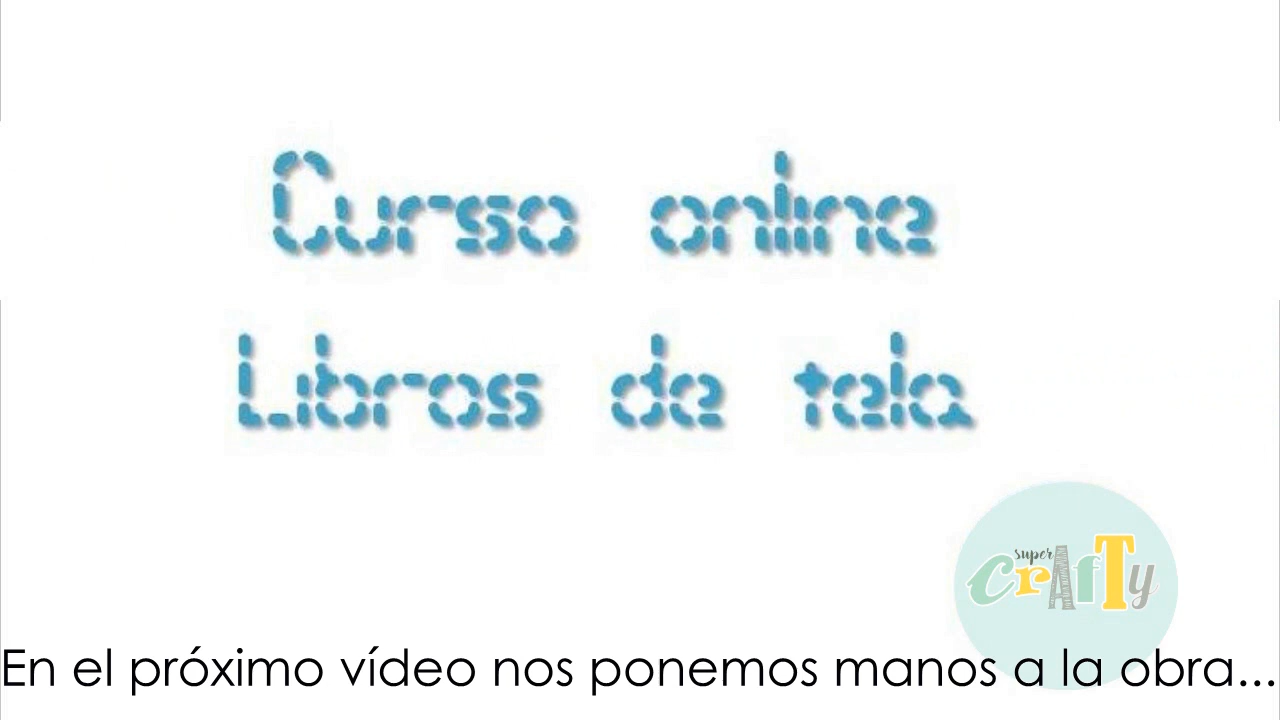 Curso online
Libros de tela
super
crafty
En el próximo vídeo nos ponemos manos a la obra...